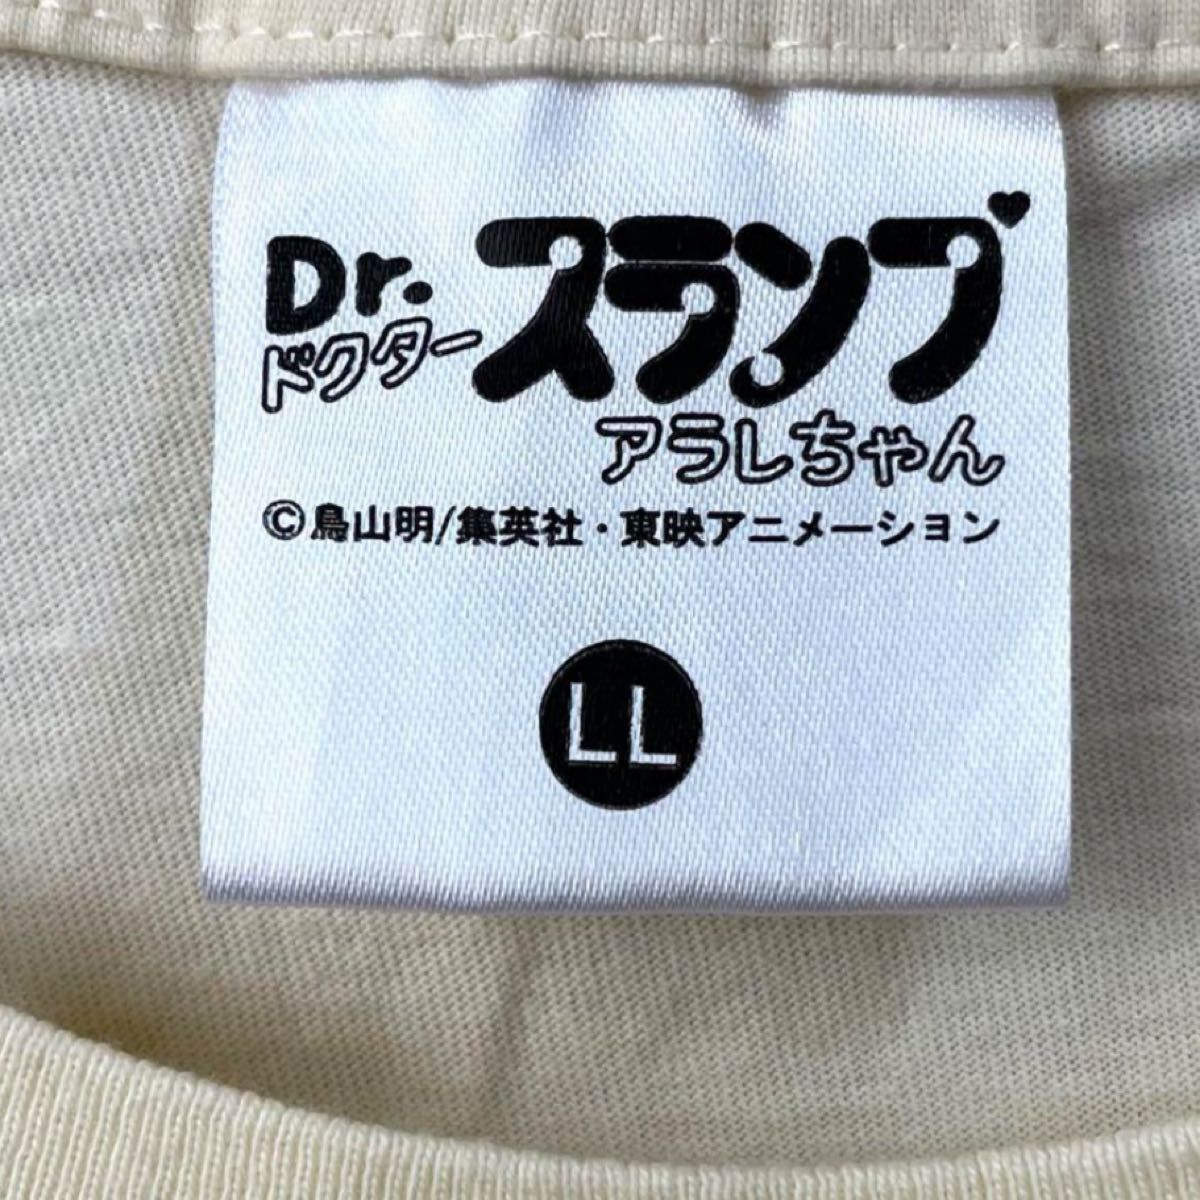 Dr.スランプ
ドクター
アラレちゃん
©鳥山明/集英社・東映アニメーション
LL